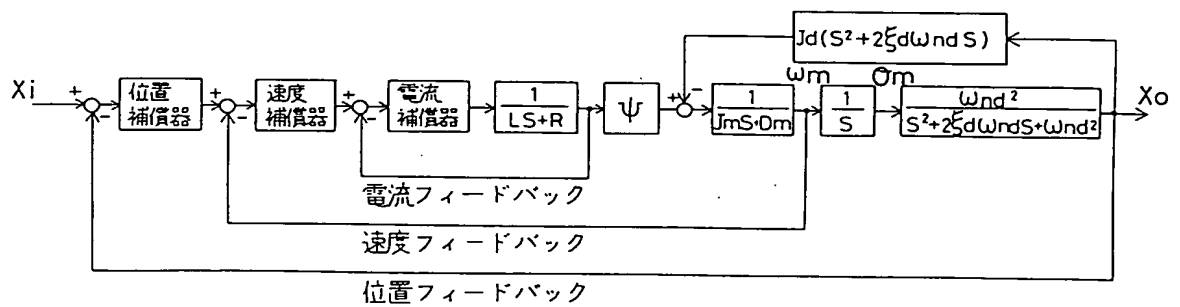 Jd(S²+2ξdωndS)
ωm
Θm
Xi
+
-
位置
補償器
+
-
速度
補償器
+
-
電流
補償器
1
LS+R
Ψ
+
-
1
JmS+Dm
1
S
ωnd²
S²+2ξdωndS+ωnd²
Xo
電流フィードバック
速度フィードバック
位置フィードバック